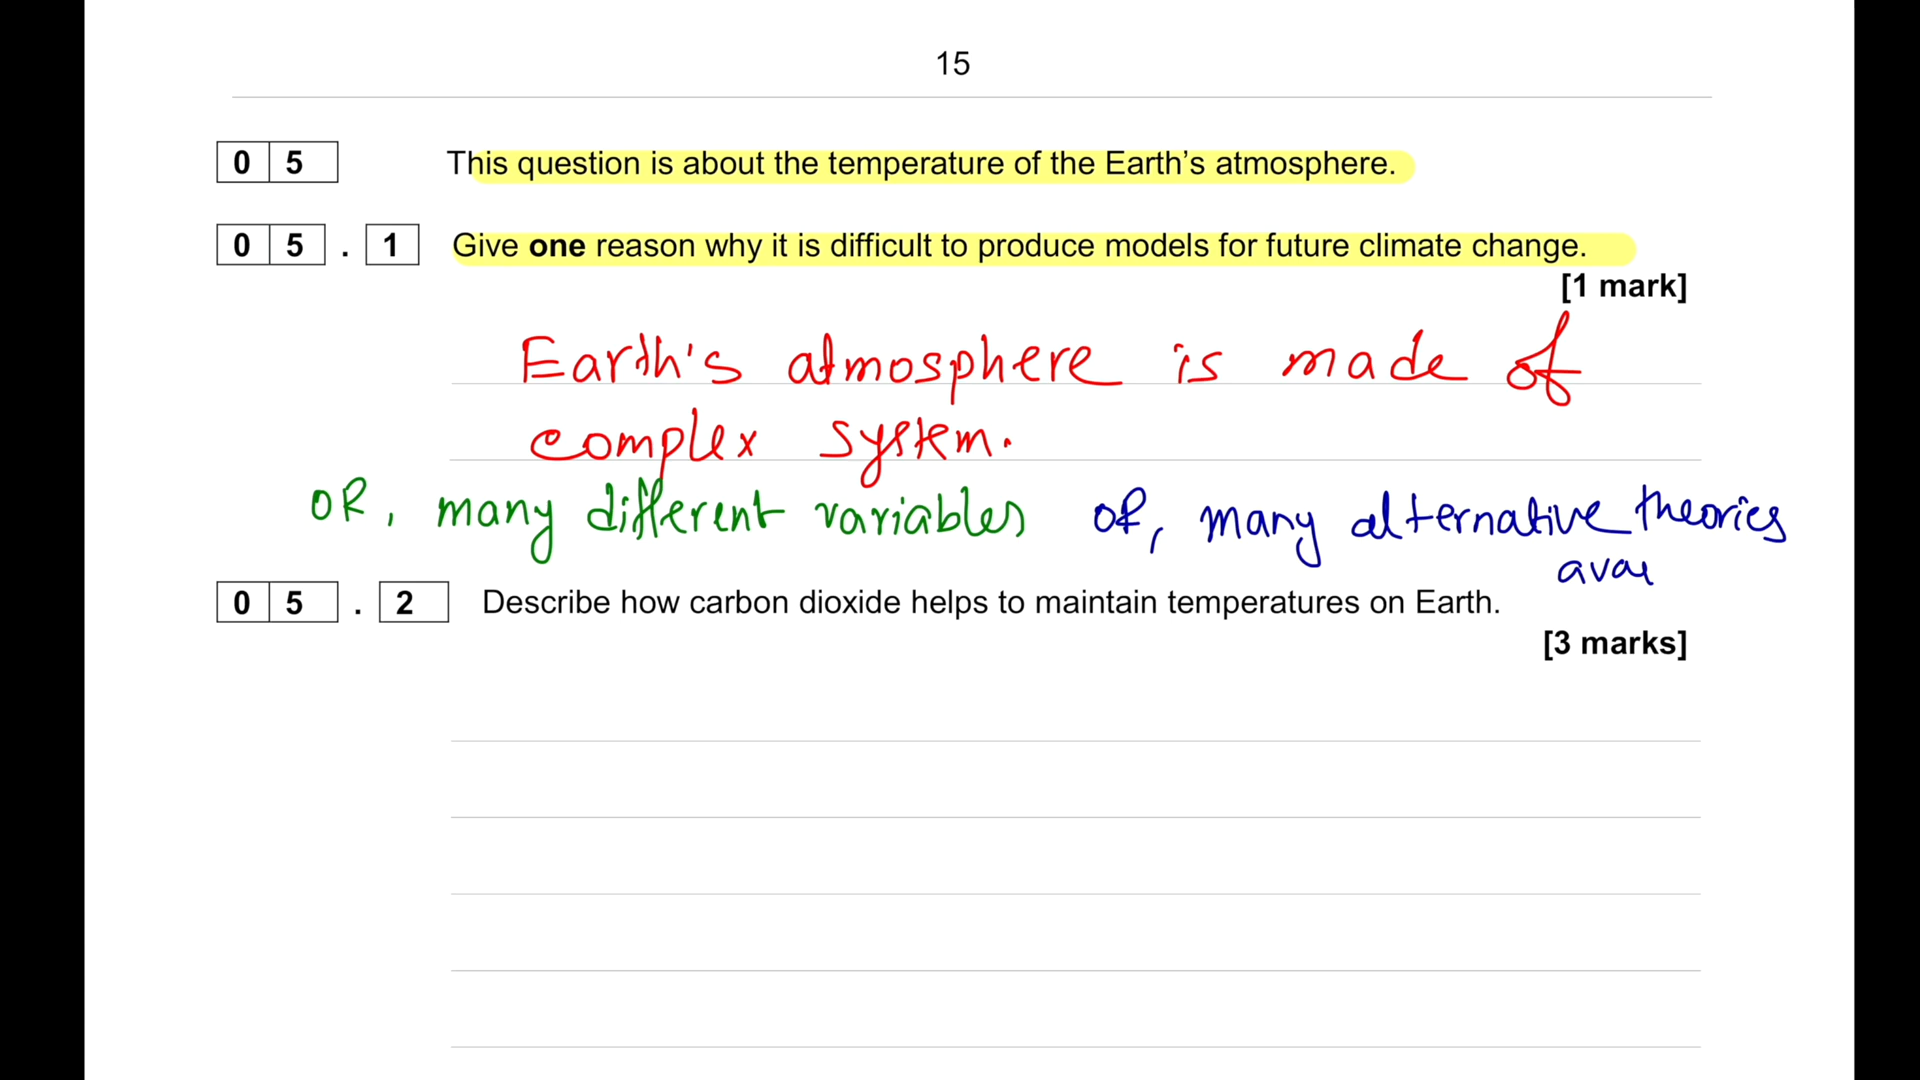 15
0 5 This question is about the temperature of the Earth's atmosphere.
0 5 . 1 Give one reason why it is difficult to produce models for future climate change.
[1 mark]
Earth's atmosphere is made of
complex system.
OR, many different variables OR, many alternative theories
avai
0 5 . 2 Describe how carbon dioxide helps to maintain temperatures on Earth.
[3 marks]